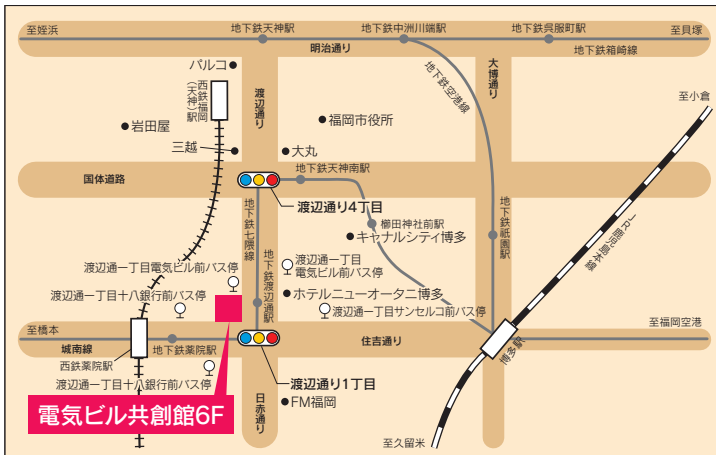 至姪浜
地下鉄天神駅
地下鉄中洲川端駅
地下鉄呉服町駅
至貝塚
明治通り
地下鉄箱崎線
パルコ
西鉄福岡
(天神)駅
渡辺通り
地下鉄空港線
大博通り
至小倉
岩田屋
福岡市役所
三越
大丸
国体道路
地下鉄天神南駅
渡辺通り4丁目
櫛田神社前駅
キャナルシティ博多
地下鉄祇園駅
JR鹿児島本線
地下鉄七隈線
地下鉄渡辺通駅
渡辺通一丁目
電気ビル前バス停
渡辺通一丁目電気ビル前バス停
渡辺通一丁目十八銀行前バス停
ホテルニューオータニ博多
渡辺通一丁目サンセルコ前バス停
至橋本
至福岡空港
城南線
地下鉄薬院駅
住吉通り
博多駅
西鉄薬院駅
渡辺通一丁目十八銀行前バス停
渡辺通り1丁目
電気ビル共創館6F
日赤通り
FM福岡
至久留米